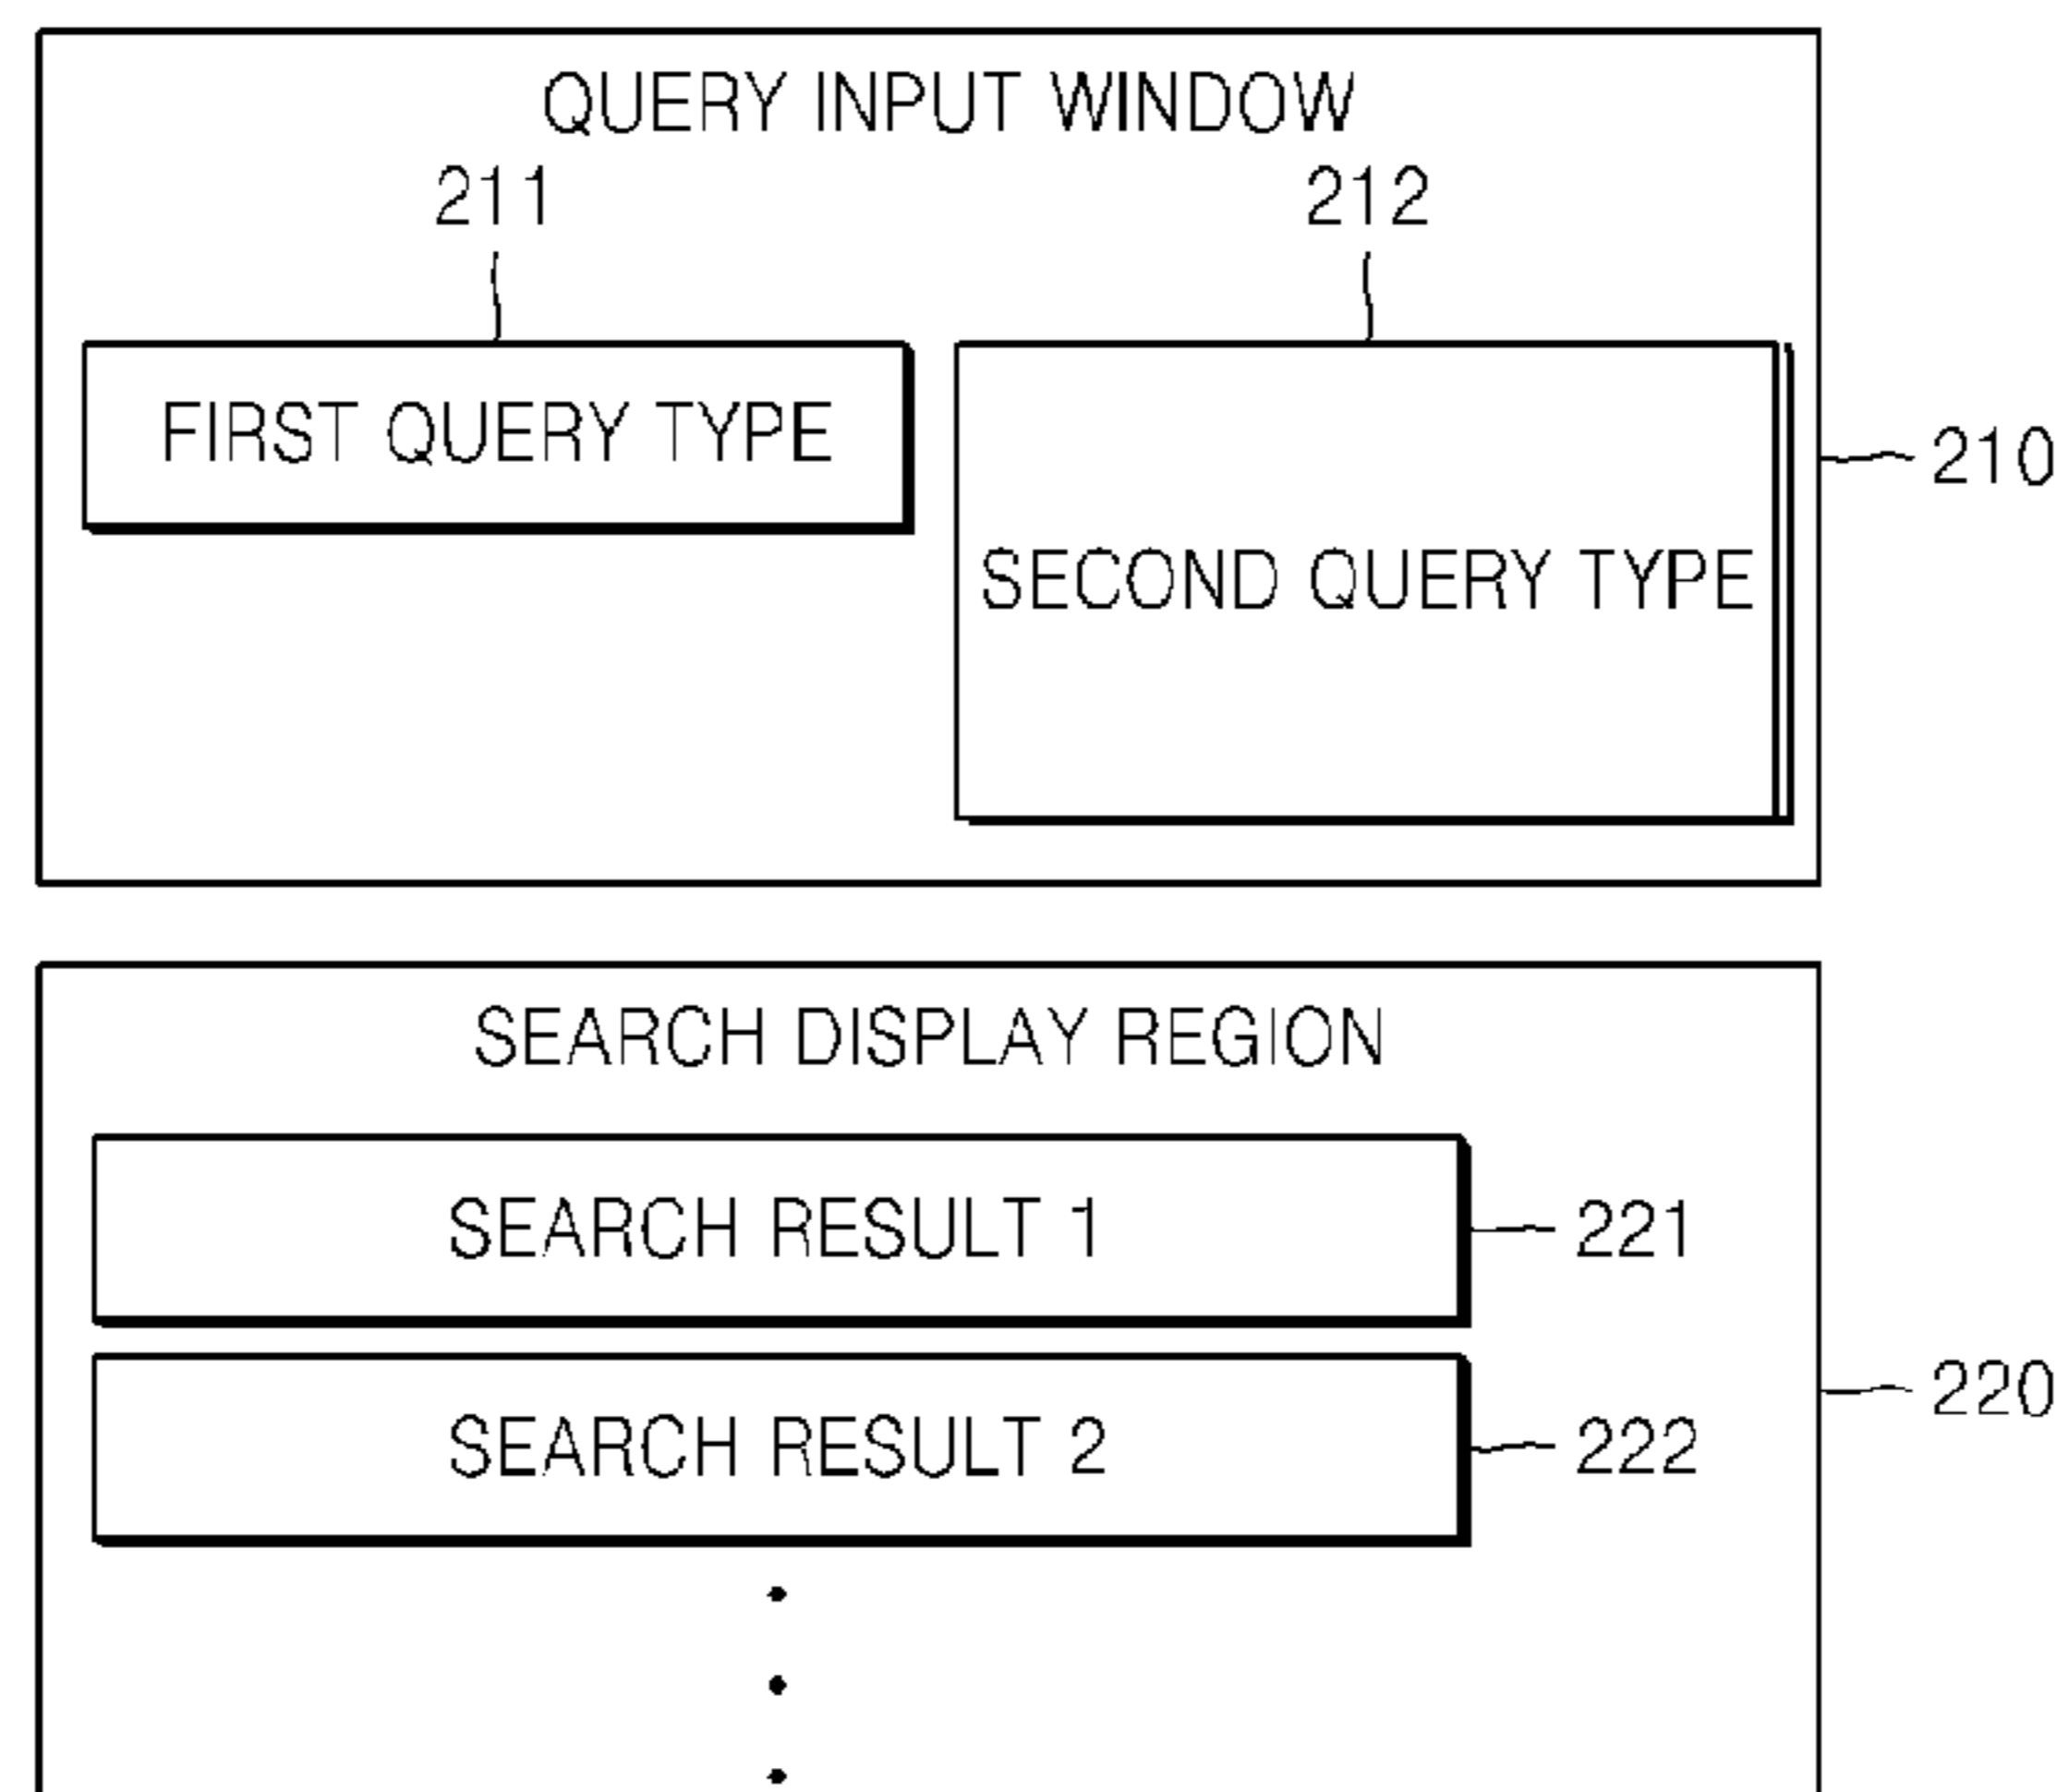 QUERY INPUT WINDOW
211 212
FIRST QUERY TYPE
210
SECOND QUERY TYPE
SEARCH DISPLAY REGION
SEARCH RESULT 1
221
220
SEARCH RESULT 2
222